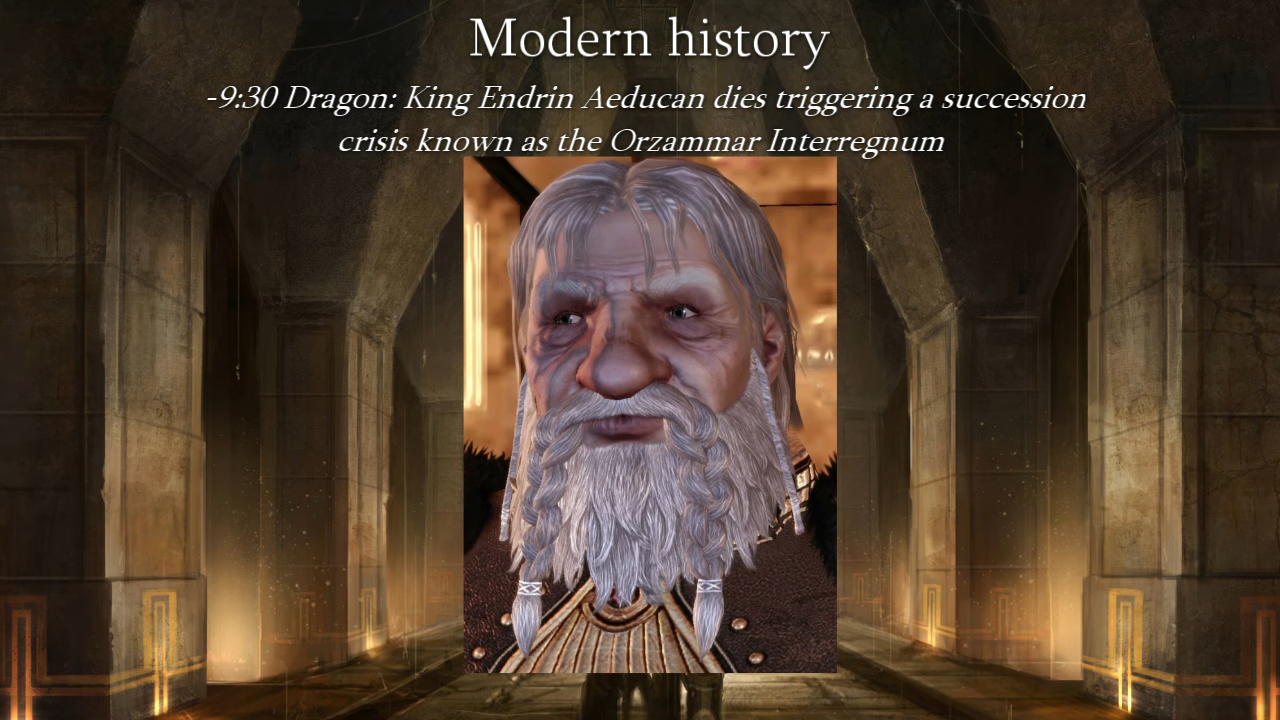 Modern history
-9:30 Dragon: King Endrin Aeducan dies triggering a succession
crisis known as the Orzammar Interregnum